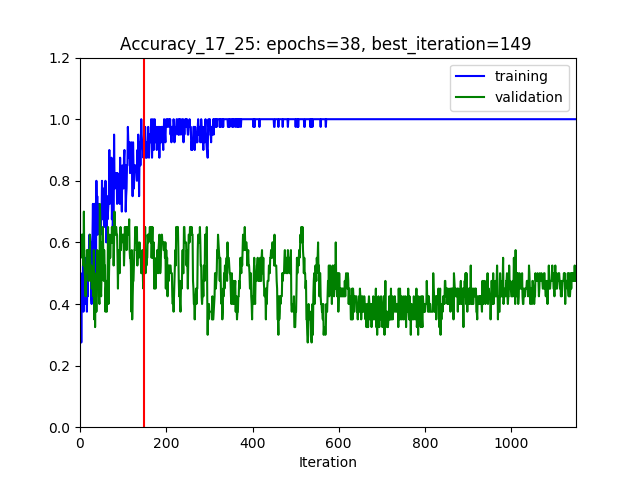 Accuracy_17_25: epochs=38, best_iteration=149
training
validation
1.2
1.0
0.8
0.6
0.4
0.2
0.0
0 200 400 600 800 1000
Iteration